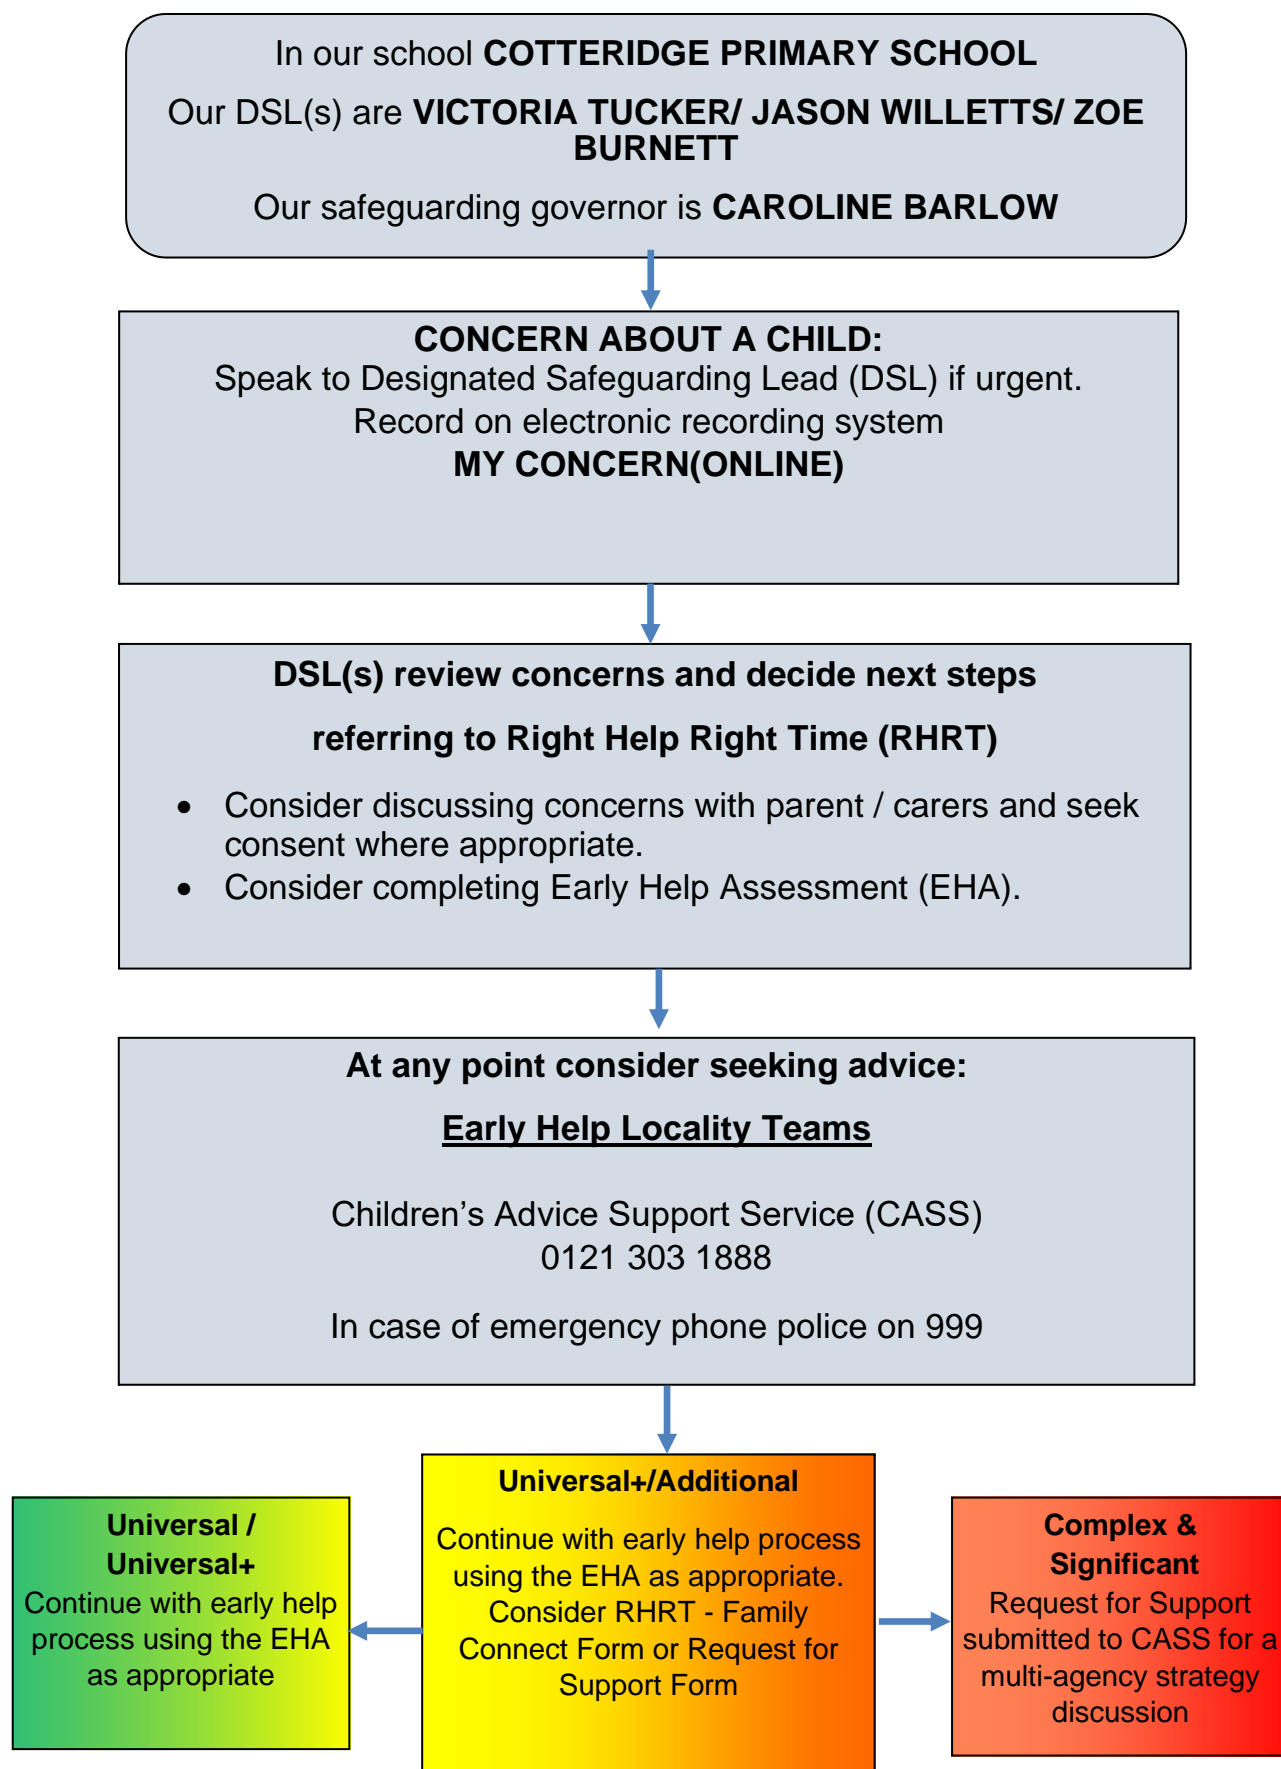 In our school COTTERIDGE PRIMARY SCHOOL
Our DSL(s) are VICTORIA TUCKER/ JASON WILLETTS/ ZOE
BURNETT
Our safeguarding governor is CAROLINE BARLOW
CONCERN ABOUT A CHILD:
Speak to Designated Safeguarding Lead (DSL) if urgent.
Record on electronic recording system
MY CONCERN(ONLINE)
DSL(s) review concerns and decide next steps
referring to Right Help Right Time (RHRT)
• Consider discussing concerns with parent / carers and seek
consent where appropriate.
• Consider completing Early Help Assessment (EHA).
At any point consider seeking advice:
Early Help Locality Teams
Children’s Advice Support Service (CASS)
0121 303 1888
In case of emergency phone police on 999
Universal /
Universal+
Continue with early help
process using the EHA
as appropriate
Universal+/Additional
Continue with early help process
using the EHA as appropriate.
Consider RHRT - Family
Connect Form or Request for
Support Form
Complex &
Significant
Request for Support
submitted to CASS for a
multi-agency strategy
discussion